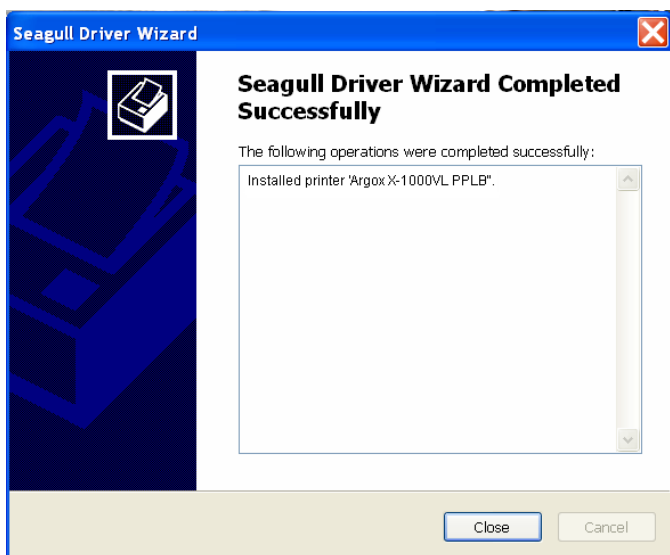 Seagull Driver Wizard
Seagull Driver Wizard Completed
Successfully
The following operations were completed successfully:
Installed printer 'Argox X-1000VL PPLB".
Close
Cancel